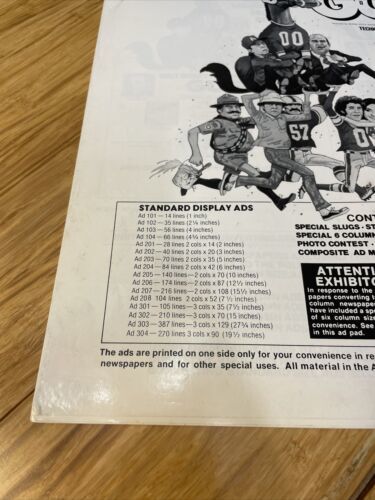 G
00
TECHN
57
0
STANDARD DISPLAY ADS
Ad 101 — 14 lines (1 inch)
Ad 102 — 35 lines (2¼ inches)
Ad 103 — 56 lines (4 inches)
Ad 104 — 66 lines (4¾ inches)
Ad 201 — 28 lines 2 cols x 14 (2 inches)
Ad 202 — 40 lines 2 cols x 20 (3 inches)
Ad 203 — 70 lines 2 cols x 35 (5 inches)
Ad 204 — 84 lines 2 cols x 42 (6 inches)
Ad 205 — 140 lines — 2 cols x 70 (10 inches)
Ad 206 — 174 lines — 2 cols x 87 (12½ inches)
Ad 207 — 216 lines — 2 cols x 108 (15½ inches)
Ad 208 104 lines 2 cols x 52 (7½ inches)
Ad 301 — 105 lines — 3 cols x 35 (7½ inches)
Ad 302 — 210 lines — 3 cols x 70 (15 inches)
Ad 303 — 387 lines — 3 cols x 129 (27¾ inches)
Ad 304 — 270 lines 3 cols x 90 (19½ inches)
CONT
SPECIAL SLUGS · ST
SPECIAL 6 COLUMN
PHOTO CONTEST ·
COMPOSITE AD M
ATTENTI
EXHIBITO
In response to the
papers converting t
column newspape
have included a spe
of six column size
convenience. See
in this ad pad.
The ads are printed on one side only for your convenience in re
newspapers and for other special uses. All material in the A